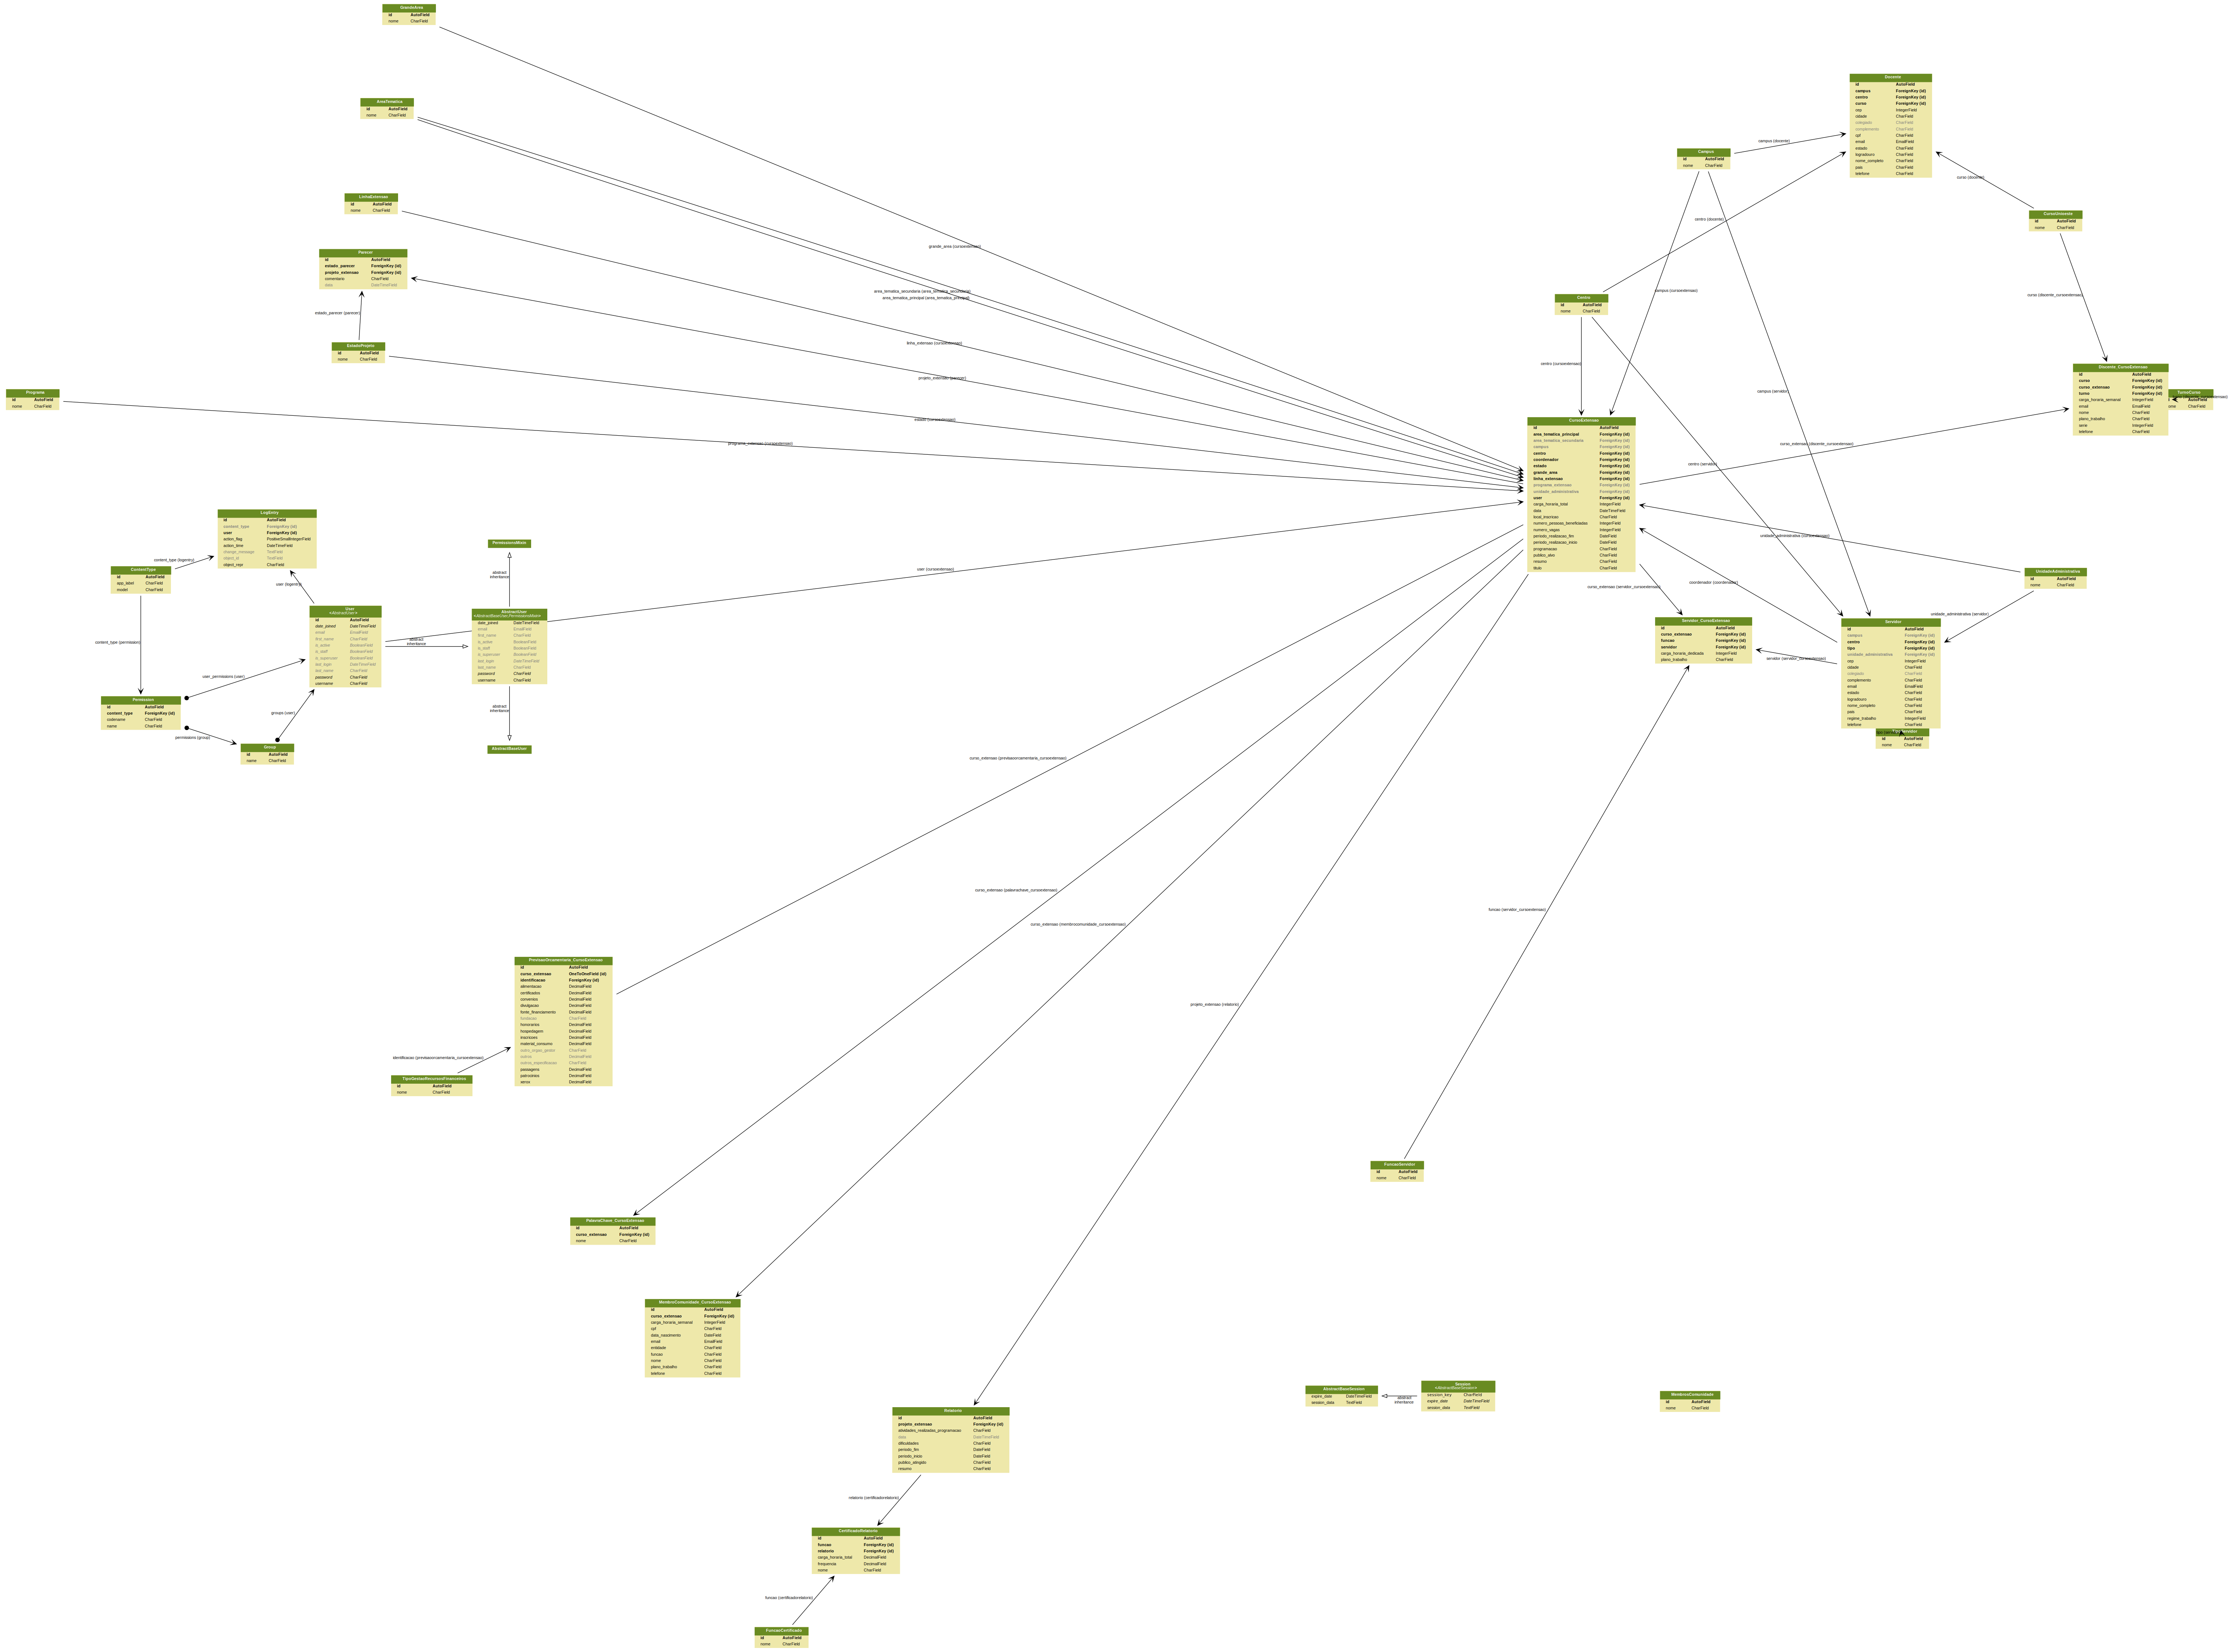 GrandeArea
id AutoField
nome CharField
AreaTematica
id AutoField
nome CharField
LinhaExtensao
id AutoField
nome CharField
Parecer
id AutoField
estado_parecer ForeignKey (id)
projeto_extensao ForeignKey (id)
comentario CharField
data DateTimeField
estado_parecer (parecer)
EstadoProjeto
id AutoField
nome CharField
Programa
id AutoField
nome CharField
grande_area (cursoextensao)
area_tematica_secundaria (area_tematica_secundaria)
area_tematica_principal (area_tematica_principal)
linha_extensao (cursoextensao)
projeto_extensao (parecer)
estado (cursoextensao)
programa_extensao (cursoextensao)
Docente
id AutoField
campus ForeignKey (id)
centro ForeignKey (id)
curso ForeignKey (id)
cep IntegerField
cidade CharField
colegiado CharField
complemento CharField
cpf CharField
email EmailField
estado CharField
logradouro CharField
nome_completo CharField
pais CharField
telefone CharField
Campus
id AutoField
nome CharField
campus (docente)
curso (docente)
CursoUnioeste
id AutoField
nome CharField
centro (docente)
campus (cursoextensao)
Centro
id AutoField
nome CharField
curso (discente_cursoextensao)
centro (cursoextensao)
campus (servidor)
Discente_CursoExtensao
id AutoField
curso ForeignKey (id)
curso_extensao ForeignKey (id)
turno ForeignKey (id)
carga_horaria_semanal IntegerField
email EmailField
nome CharField
plano_trabalho CharField
serie IntegerField
telefone CharField
TurnoCurso
AutoField
nome CharField
CursoExtensao
id AutoField
area_tematica_principal ForeignKey (id)
area_tematica_secundaria ForeignKey (id)
campus ForeignKey (id)
centro ForeignKey (id)
coordenador ForeignKey (id)
estado ForeignKey (id)
grande_area ForeignKey (id)
linha_extensao ForeignKey (id)
programa_extensao ForeignKey (id)
unidade_administrativa ForeignKey (id)
user ForeignKey (id)
carga_horaria_total IntegerField
data DateTimeField
local_inscricao CharField
numero_pessoas_beneficiadas IntegerField
numero_vagas IntegerField
periodo_realizacao_fim DateField
periodo_realizacao_inicio DateField
programacao CharField
publico_alvo CharField
resumo CharField
titulo CharField
curso_extensao (discente_cursoextensao)
centro (servidor)
unidade_administrativa (cursoextensao)
coordenador (coordenador)
curso_extensao (servidor_cursoextensao)
UnidadeAdministrativa
id AutoField
nome CharField
unidade_administrativa (servidor)
Servidor_CursoExtensao
id AutoField
curso_extensao ForeignKey (id)
funcao ForeignKey (id)
servidor ForeignKey (id)
carga_horaria_dedicada IntegerField
plano_trabalho CharField
servidor (servidor_cursoextensao)
Servidor
id AutoField
campus ForeignKey (id)
centro ForeignKey (id)
tipo ForeignKey (id)
unidade_administrativa ForeignKey (id)
cep IntegerField
cidade CharField
colegiado CharField
complemento CharField
email EmailField
estado CharField
logradouro CharField
nome_completo CharField
pais CharField
regime_trabalho IntegerField
telefone CharField
id AutoField
nome CharField
LogEntry
id AutoField
content_type ForeignKey (id)
user ForeignKey (id)
action_flag PositiveSmallIntegerField
action_time DateTimeField
change_message TextField
object_id TextField
object_repr CharField
content_type (logentry)
ContentType
id AutoField
app_label CharField
model CharField
user (logentry)
content_type (permission)
User
<AbstractUser>
id AutoField
date_joined DateTimeField
email EmailField
first_name CharField
is_active BooleanField
is_staff BooleanField
is_superuser BooleanField
last_login DateTimeField
last_name CharField
password CharField
username CharField
PermissionsMixin
abstract
inheritance
AbstractUser
<AbstractBaseUser,PermissionsMixin>
date_joined DateTimeField
email EmailField
first_name CharField
is_active BooleanField
is_staff BooleanField
is_superuser BooleanField
last_login DateTimeField
last_name CharField
password CharField
username CharField
abstract
inheritance
abstract
inheritance
AbstractBaseUser
user (cursoextensao)
user_permissions (user)
Permission
id AutoField
content_type ForeignKey (id)
codename CharField
name CharField
groups (user)
permissions (group)
Group
id AutoField
name CharField
curso_extensao (previsaoorcamentaria_cursoextensao)
curso_extensao (palavrachave_cursoextensao)
curso_extensao (membrocomunidade_cursoextensao)
funcao (servidor_cursoextensao)
projeto_extensao (relatorio)
PrevisaoOrcamentaria_CursoExtensao
id AutoField
curso_extensao OneToOneField (id)
identificacao ForeignKey (id)
alimentacao DecimalField
certificados DecimalField
convenios DecimalField
divulgacao DecimalField
fonte_financiamento DecimalField
fundacao CharField
honorarios DecimalField
hospedagem DecimalField
inscricoes DecimalField
material_consumo DecimalField
outro_orgao_gestor CharField
outros DecimalField
outros_especificacao CharField
passagens DecimalField
patrocinios DecimalField
xerox DecimalField
identificacao (previsaoorcamentaria_cursoextensao)
TipoGestaoRecursosFinanceiros
id AutoField
nome CharField
FuncaoServidor
id AutoField
nome CharField
PalavraChave_CursoExtensao
id AutoField
curso_extensao ForeignKey (id)
nome CharField
MembroComunidade_CursoExtensao
id AutoField
curso_extensao ForeignKey (id)
carga_horaria_semanal IntegerField
cpf CharField
data_nascimento DateField
email EmailField
entidade CharField
funcao CharField
nome CharField
plano_trabalho CharField
telefone CharField
AbstractBaseSession
expire_date DateTimeField
session_data TextField
abstract
inheritance
Session
<AbstractBaseSession>
session_key CharField
expire_date DateTimeField
session_data TextField
MembrosComunidade
id AutoField
nome CharField
Relatorio
id AutoField
projeto_extensao ForeignKey (id)
atividades_realizadas_programacao CharField
data DateTimeField
dificuldades CharField
periodo_fim DateField
periodo_inicio DateField
publico_atingido CharField
resumo CharField
relatorio (certificadorelatorio)
CertificadoRelatorio
id AutoField
funcao ForeignKey (id)
relatorio ForeignKey (id)
carga_horaria_total DecimalField
frequencia DecimalField
nome CharField
funcao (certificadorelatorio)
FuncaoCertificado
id AutoField
nome CharField